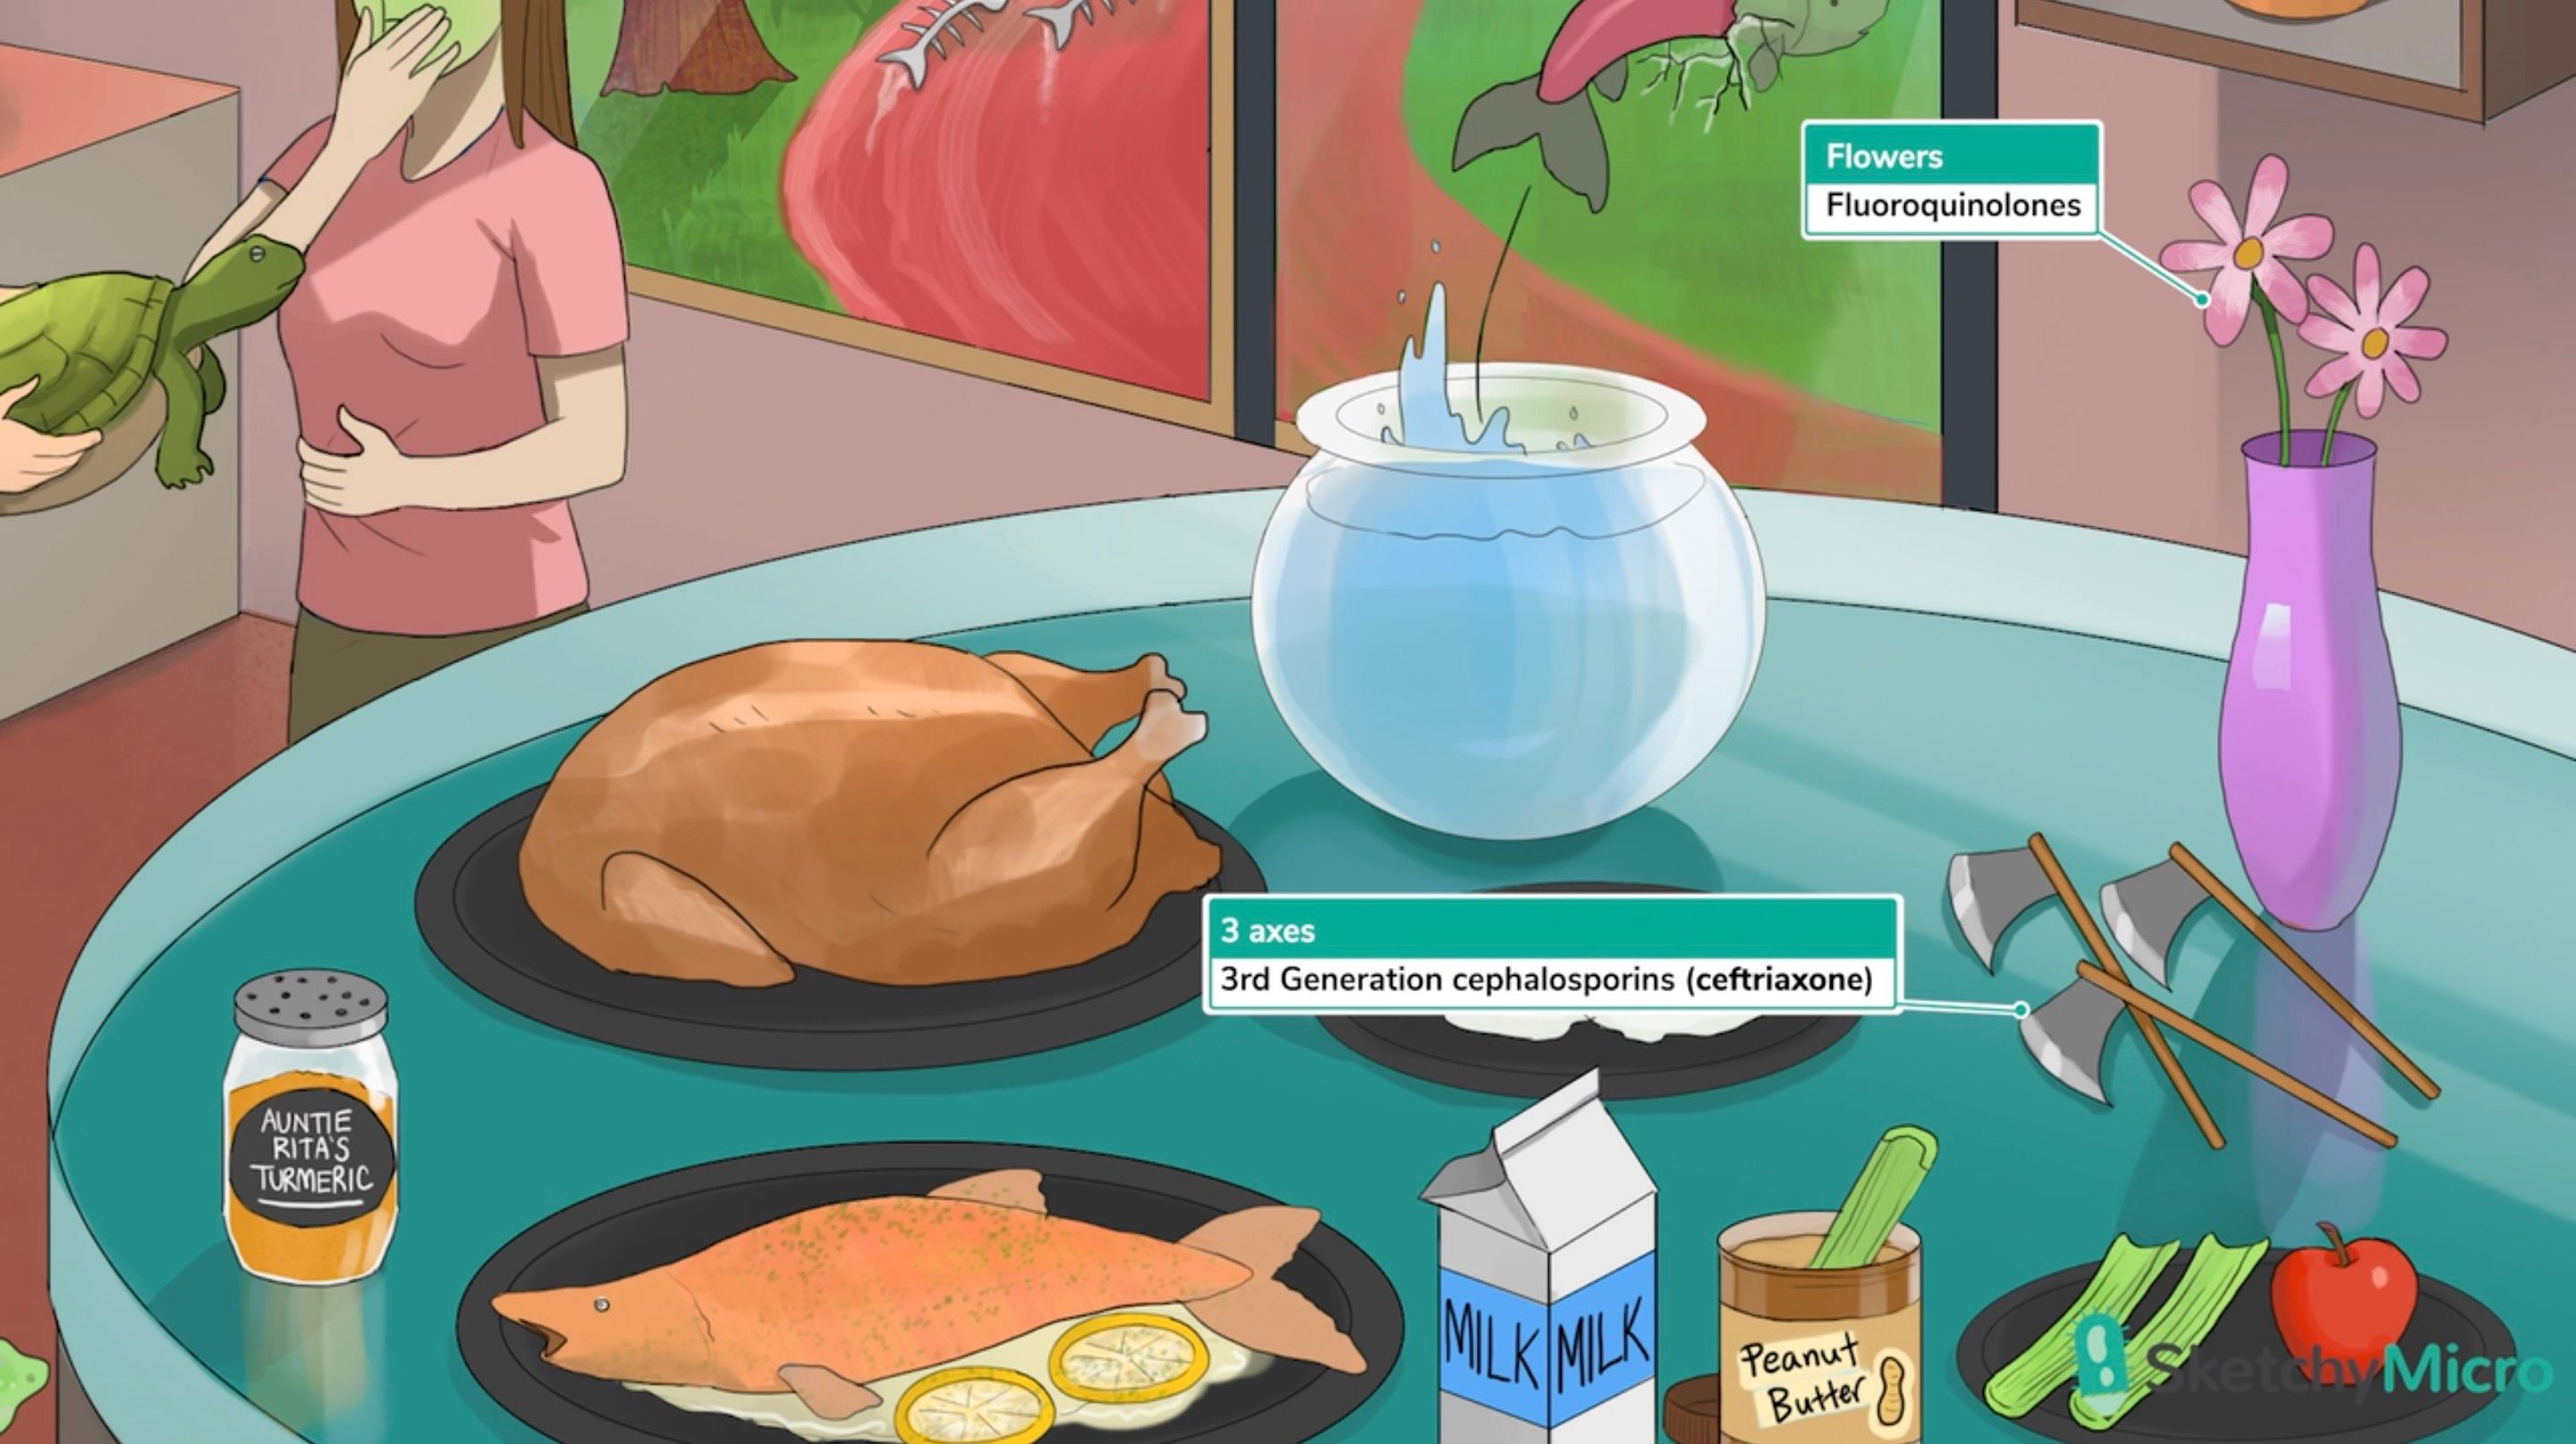 Flowers
Fluoroquinolones
3 axes
3rd Generation cephalosporins (ceftriaxone)
AUNTIE
RITA'S
TURMERIC
MILK MILK
Peanut
Butter
SketchyMicro